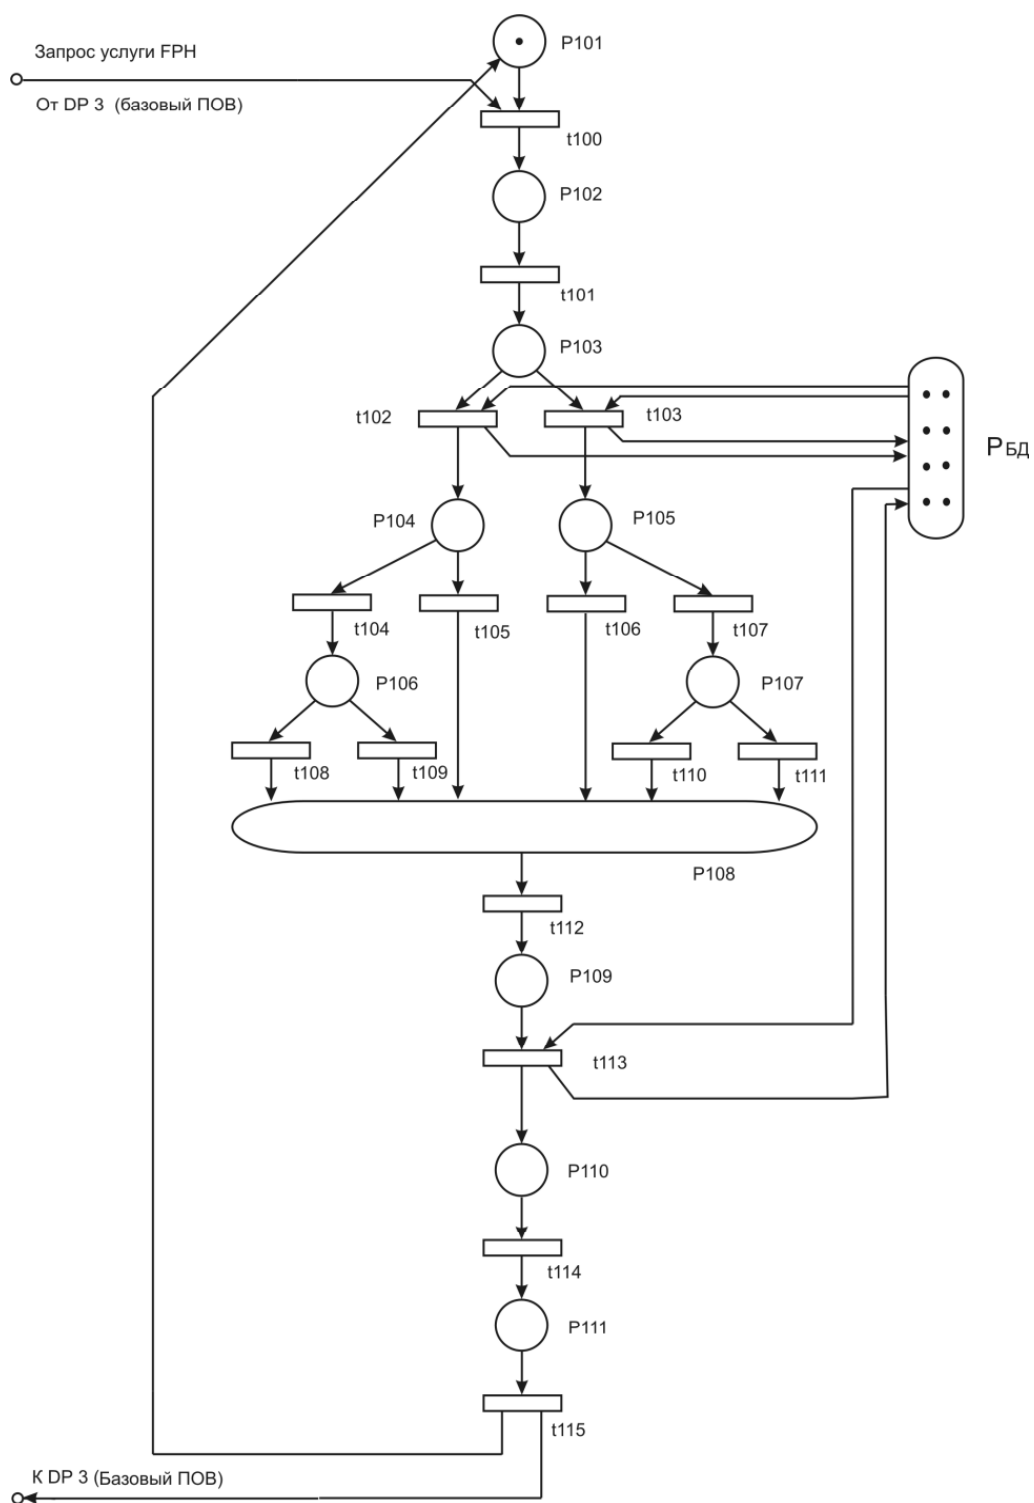 P101
Запрос услуги FPH
От DP 3 (базовый ПОВ)
t100
P102
t101
P103
t102
t103
P БД
P104
P105
t104
t105
t106
t107
P106
P107
t108
t109
t110
t111
P108
t112
P109
t113
P110
t114
P111
t115
К DP 3 (Базовый ПОВ)